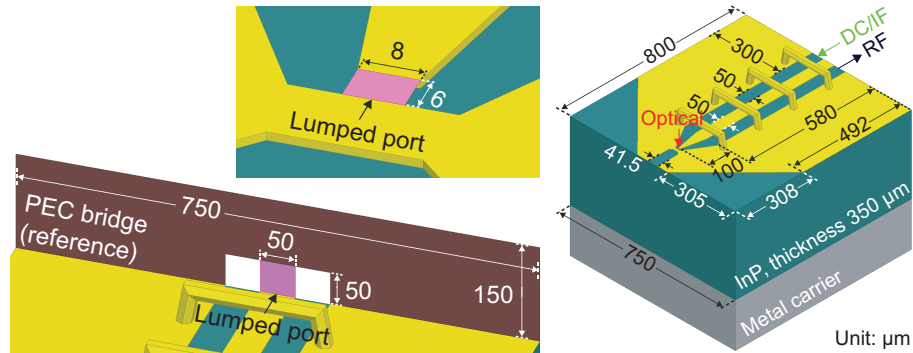 8
6
Lumped port
750
PEC bridge
(reference)
50
50
150
Lumped port
800
300
DC/IF
RF
50
50
Optical
580
492
100
41.5
305
308
750
InP, thickness 350 μm
Metal carrier
Unit: μm